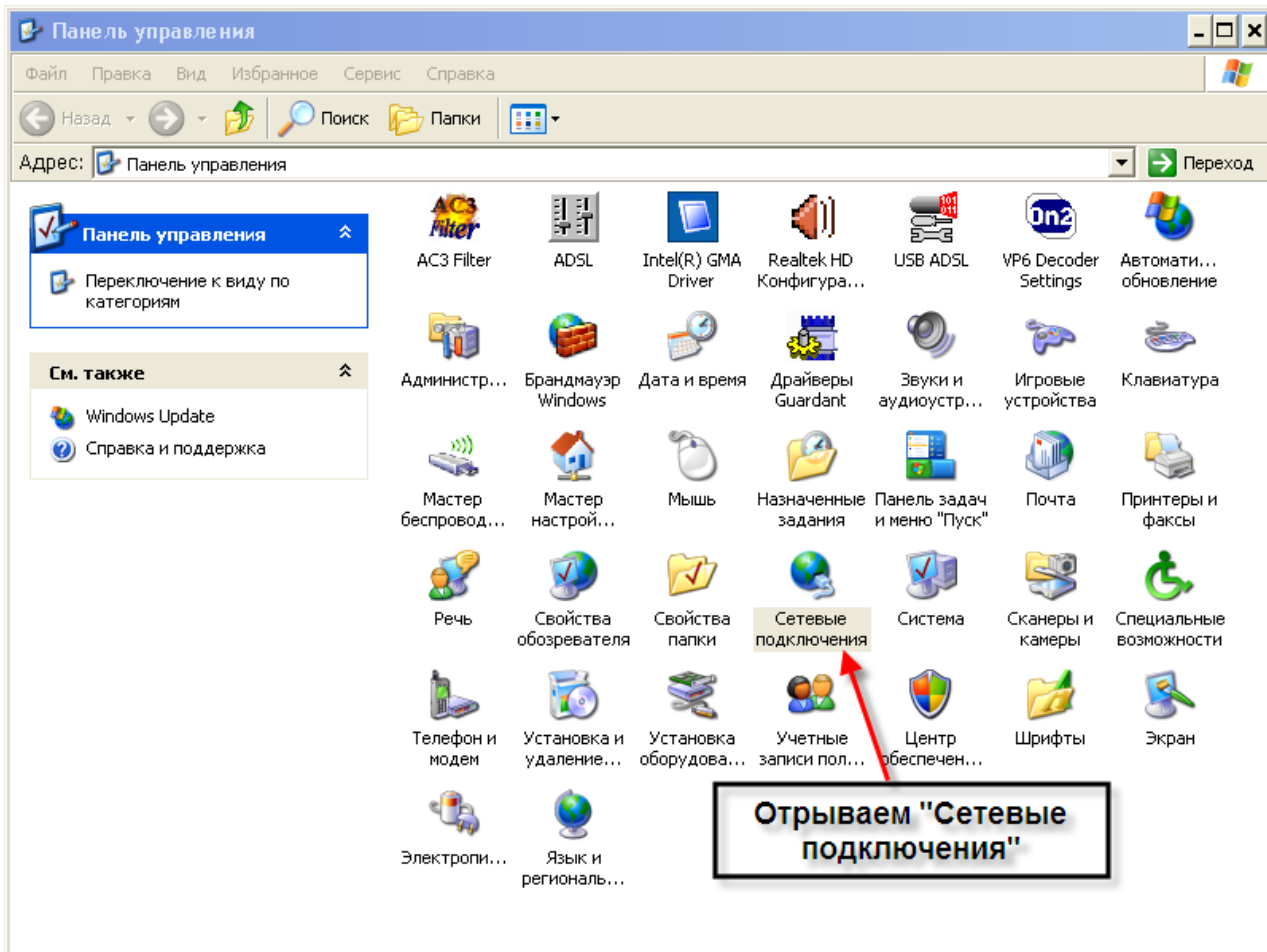 Панель управления
Файл Правка Вид Избранное Сервис Справка
Назад Поиск Папки
Адрес: Панель управления Переход
Панель управления
Переключение к виду по
категориям
См. также
Windows Update
Справка и поддержка
AC3 Filter
ADSL
Intel(R) GMA
Driver
Realtek HD
Конфигура...
USB ADSL
VP6 Decoder
Settings
Автомати...
обновление
Администр...
Брандмауэр
Windows
Дата и время
Драйверы
Guardant
Звуки и
аудиоустр...
Игровые
устройства
Клавиатура
Мастер
беспровод...
Мастер
настрой...
Мышь
Назначенные
задания
Панель задач
и меню "Пуск"
Почта
Принтеры и
факсы
Речь
Свойства
обозревателя
Свойства
папки
Сетевые
подключения
Система
Сканеры и
камеры
Специальные
возможности
Телефон и
модем
Установка и
удаление...
Установка
оборудова...
Учетные
записи пол...
Центр
обеспечен...
Шрифты
Экран
Электропи...
Язык и
региональ...
Отрываем "Сетевые
подключения"
AC3
Filter
101
011
On2